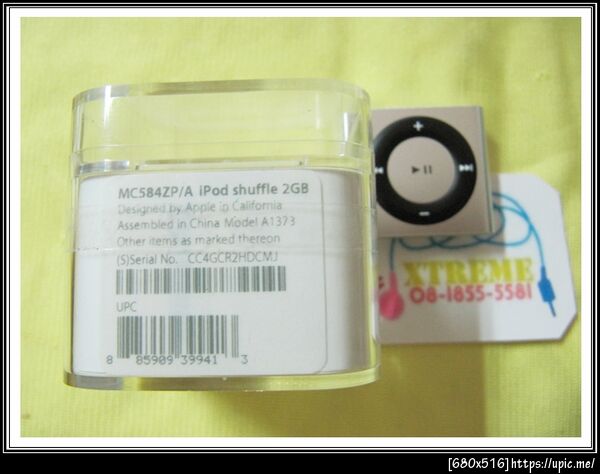 MC584ZP/A iPod shuffle 2GB
Designed by Apple in California
Assembled in China Model A1373
Other items as marked thereon
(S)Serial No. CC4GCR2HDCMJ
UPC
8 85909 39941 3
XTREME
08-1855-5581
[680x516]https://upic.me/